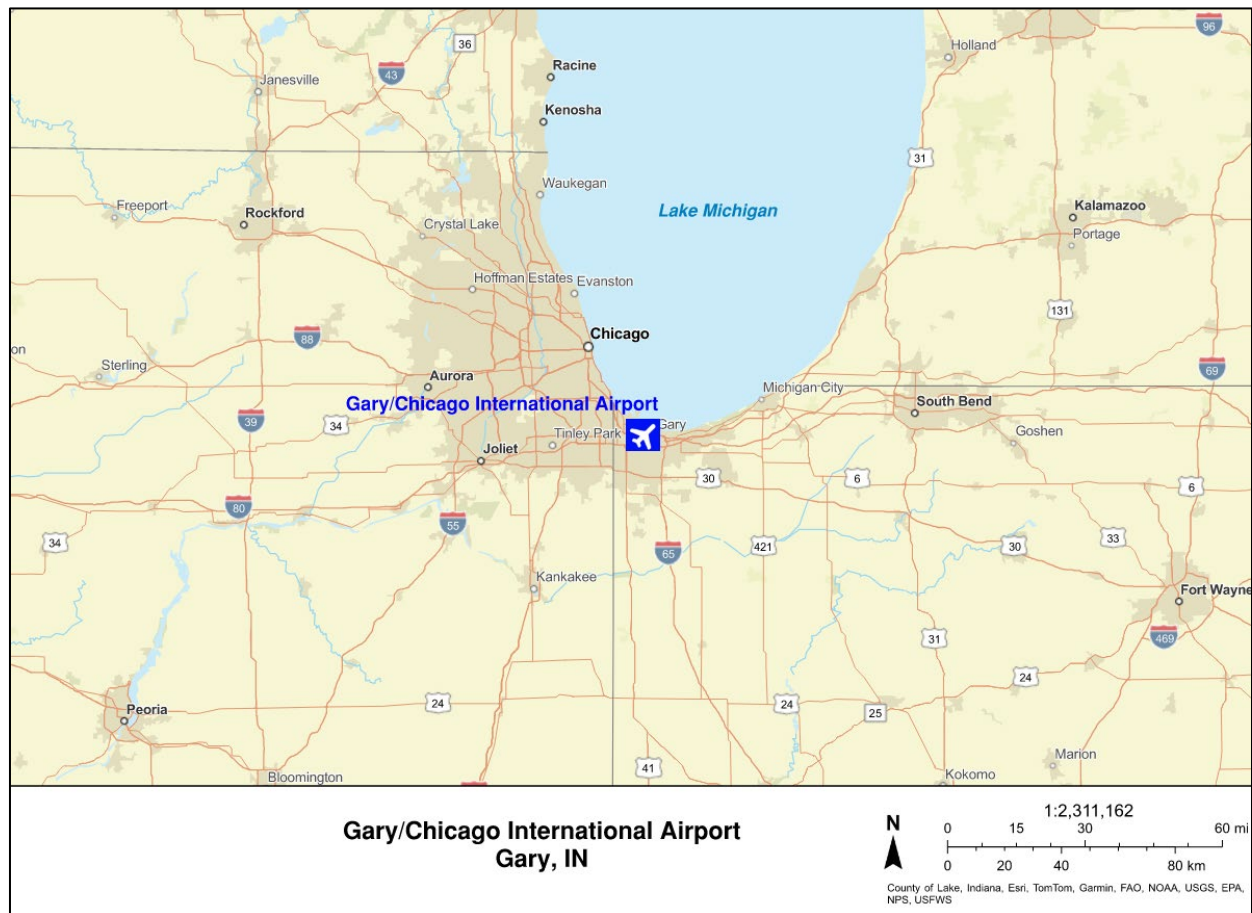 96
36
Holland
43
Racine
Janesville
Kenosha
31
Waukegan
Freeport
Rockford
Lake Michigan
Kalamazoo
Crystal Lake
Portage
Hoffman Estates
Evanston
131
88
Chicago
on
Sterling
69
Aurora
Michigan City
Gary/Chicago International Airport
South Bend
39
34
Gary
Tinley Park
Goshen
Joliet
30
6
6
80
55
34
65
421
30
33
Kankakee
Fort Wayne
31
469
24
24
24
25
Peoria
Marion
41
Bloomington
Kokomo
Gary/Chicago International Airport
Gary, IN
N
1:2,311,162
0 15 30 60 mi
0 20 40 80 km
County of Lake, Indiana, Esri, TomTom, Garmin, FAO, NOAA, USGS, EPA,
NPS, USFWS